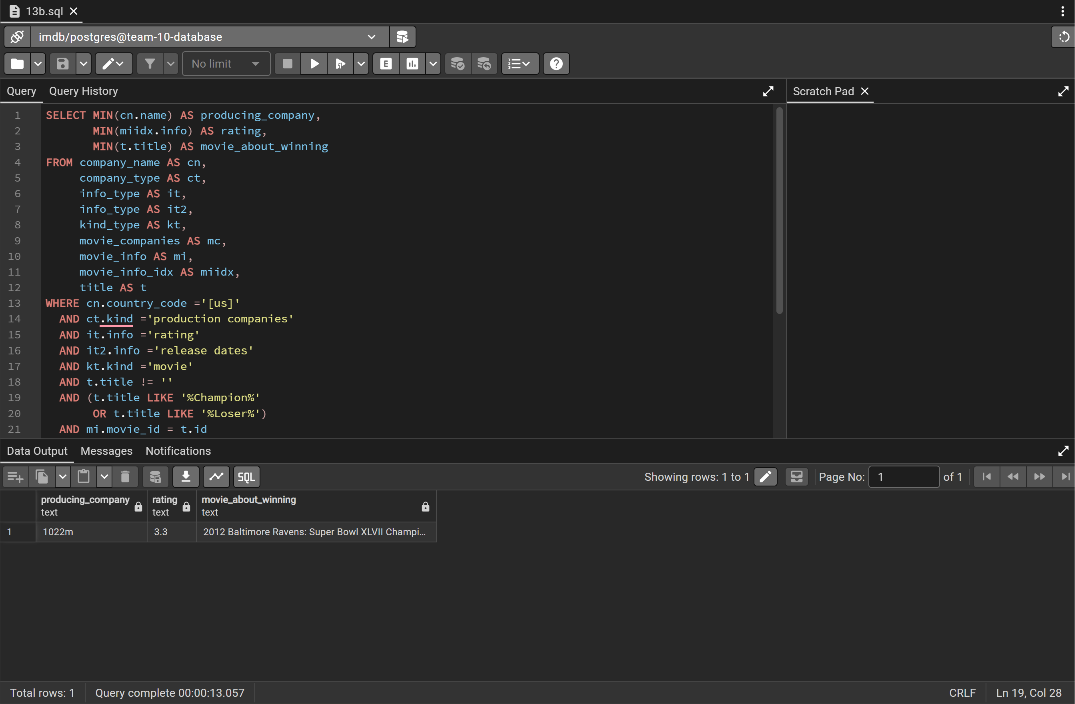 13b.sql
imdb/postgres@team-10-database
No limit
E
Query Query History
Scratch Pad
1 SELECT MIN(cn.name) AS producing_company,
2 MIN(miidx.info) AS rating,
3 MIN(t.title) AS movie_about_winning
4 FROM company_name AS cn,
5 company_type AS ct,
6 info_type AS it,
7 info_type AS it2,
8 kind_type AS kt,
9 movie_companies AS mc,
10 movie_info AS mi,
11 movie_info_idx AS miidx,
12 title AS t
13 WHERE cn.country_code ='[us]'
14 AND ct.kind ='production companies'
15 AND it.info ='rating'
16 AND it2.info ='release dates'
17 AND kt.kind ='movie'
18 AND t.title != ''
19 AND (t.title LIKE '%Champion%'
20 OR t.title LIKE '%Loser%')
21 AND mi.movie_id = t.id
Data Output Messages Notifications
SQL
Showing rows: 1 to 1
Page No: 1 of 1
producing_company rating movie_about_winning
text text text
1 1022m 3.3 2012 Baltimore Ravens: Super Bowl XLVII Champi...
Total rows: 1 Query complete 00:00:13.057 CRLF Ln 19, Col 28